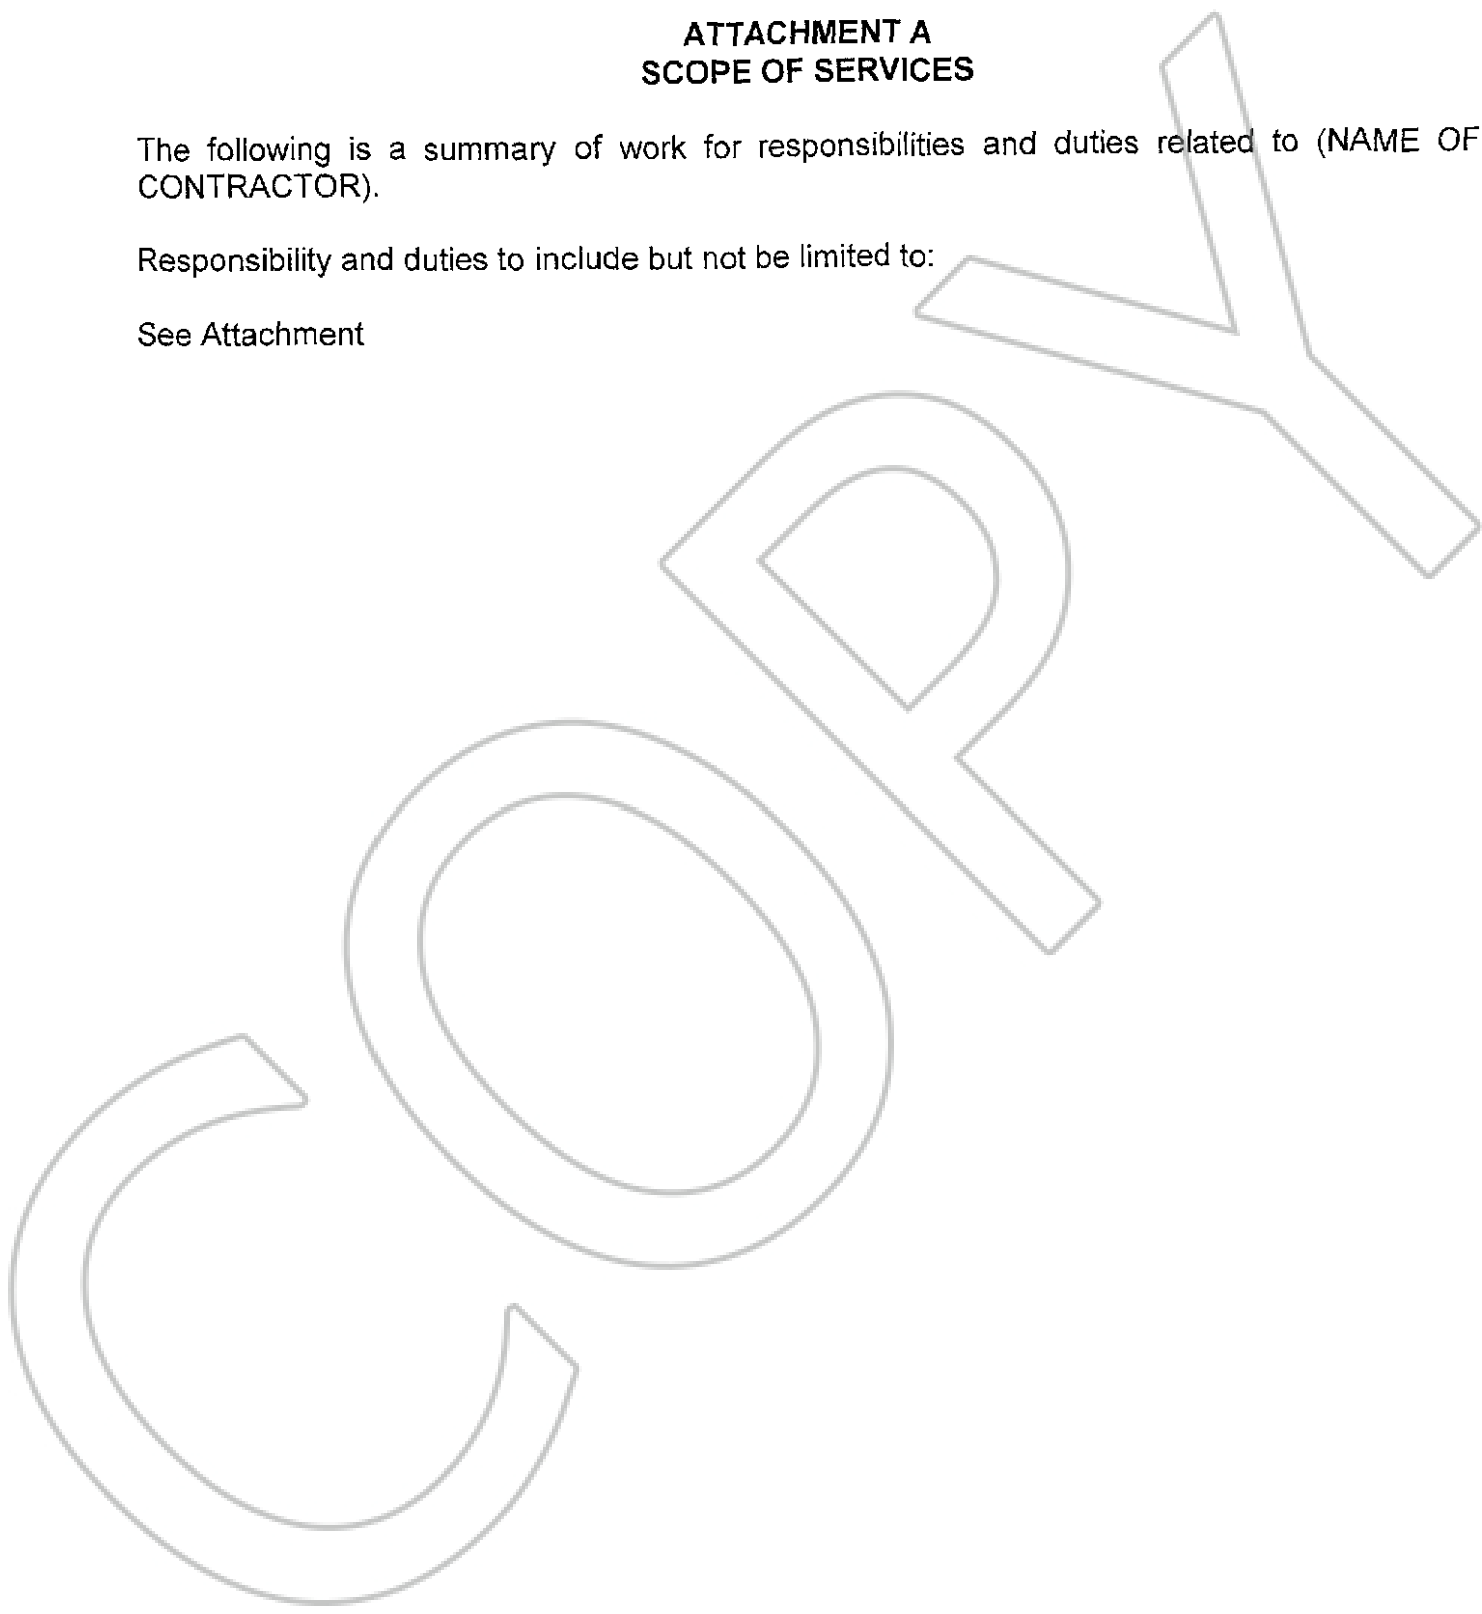 ATTACHMENT A
SCOPE OF SERVICES
The following is a summary of work for responsibilities and duties related to (NAME OF
CONTRACTOR).
Responsibility and duties to include but not be limited to:
See Attachment
COPY